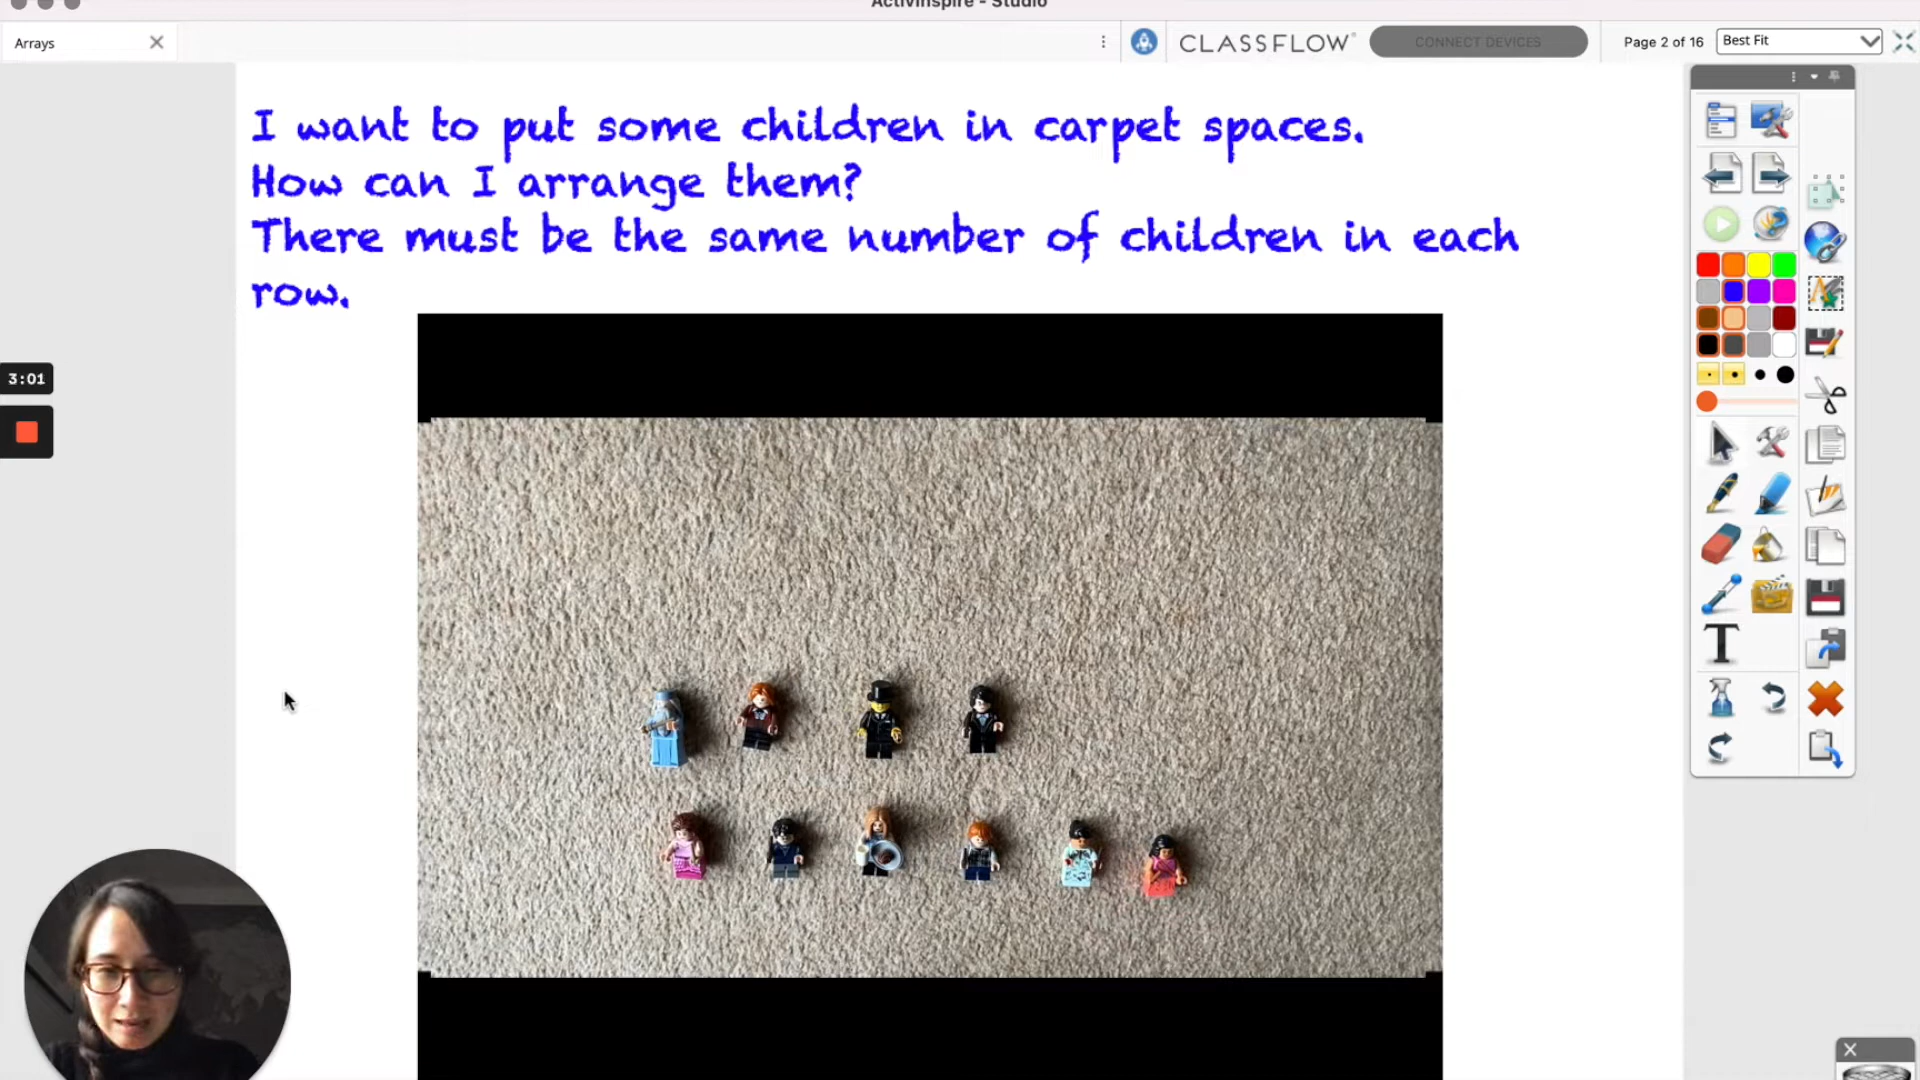 ActivInspire - Studio
Arrays
CLASSFLOW
CONNECT DEVICES
Page 2 of 16
Best Fit
I want to put some children in carpet spaces.
How can I arrange them?
There must be the same number of children in each
row.
3:01